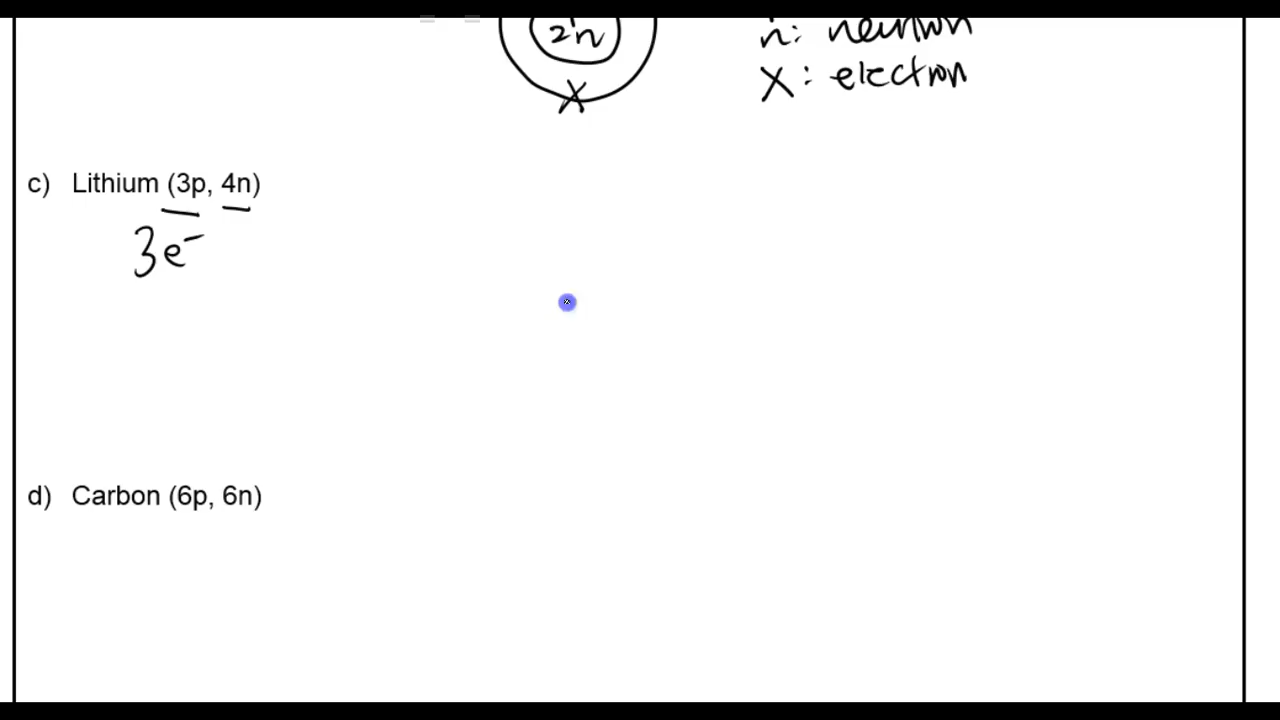 2n
n: neutron
X: electron
c) Lithium (3p, 4n)
3e⁻
d) Carbon (6p, 6n)